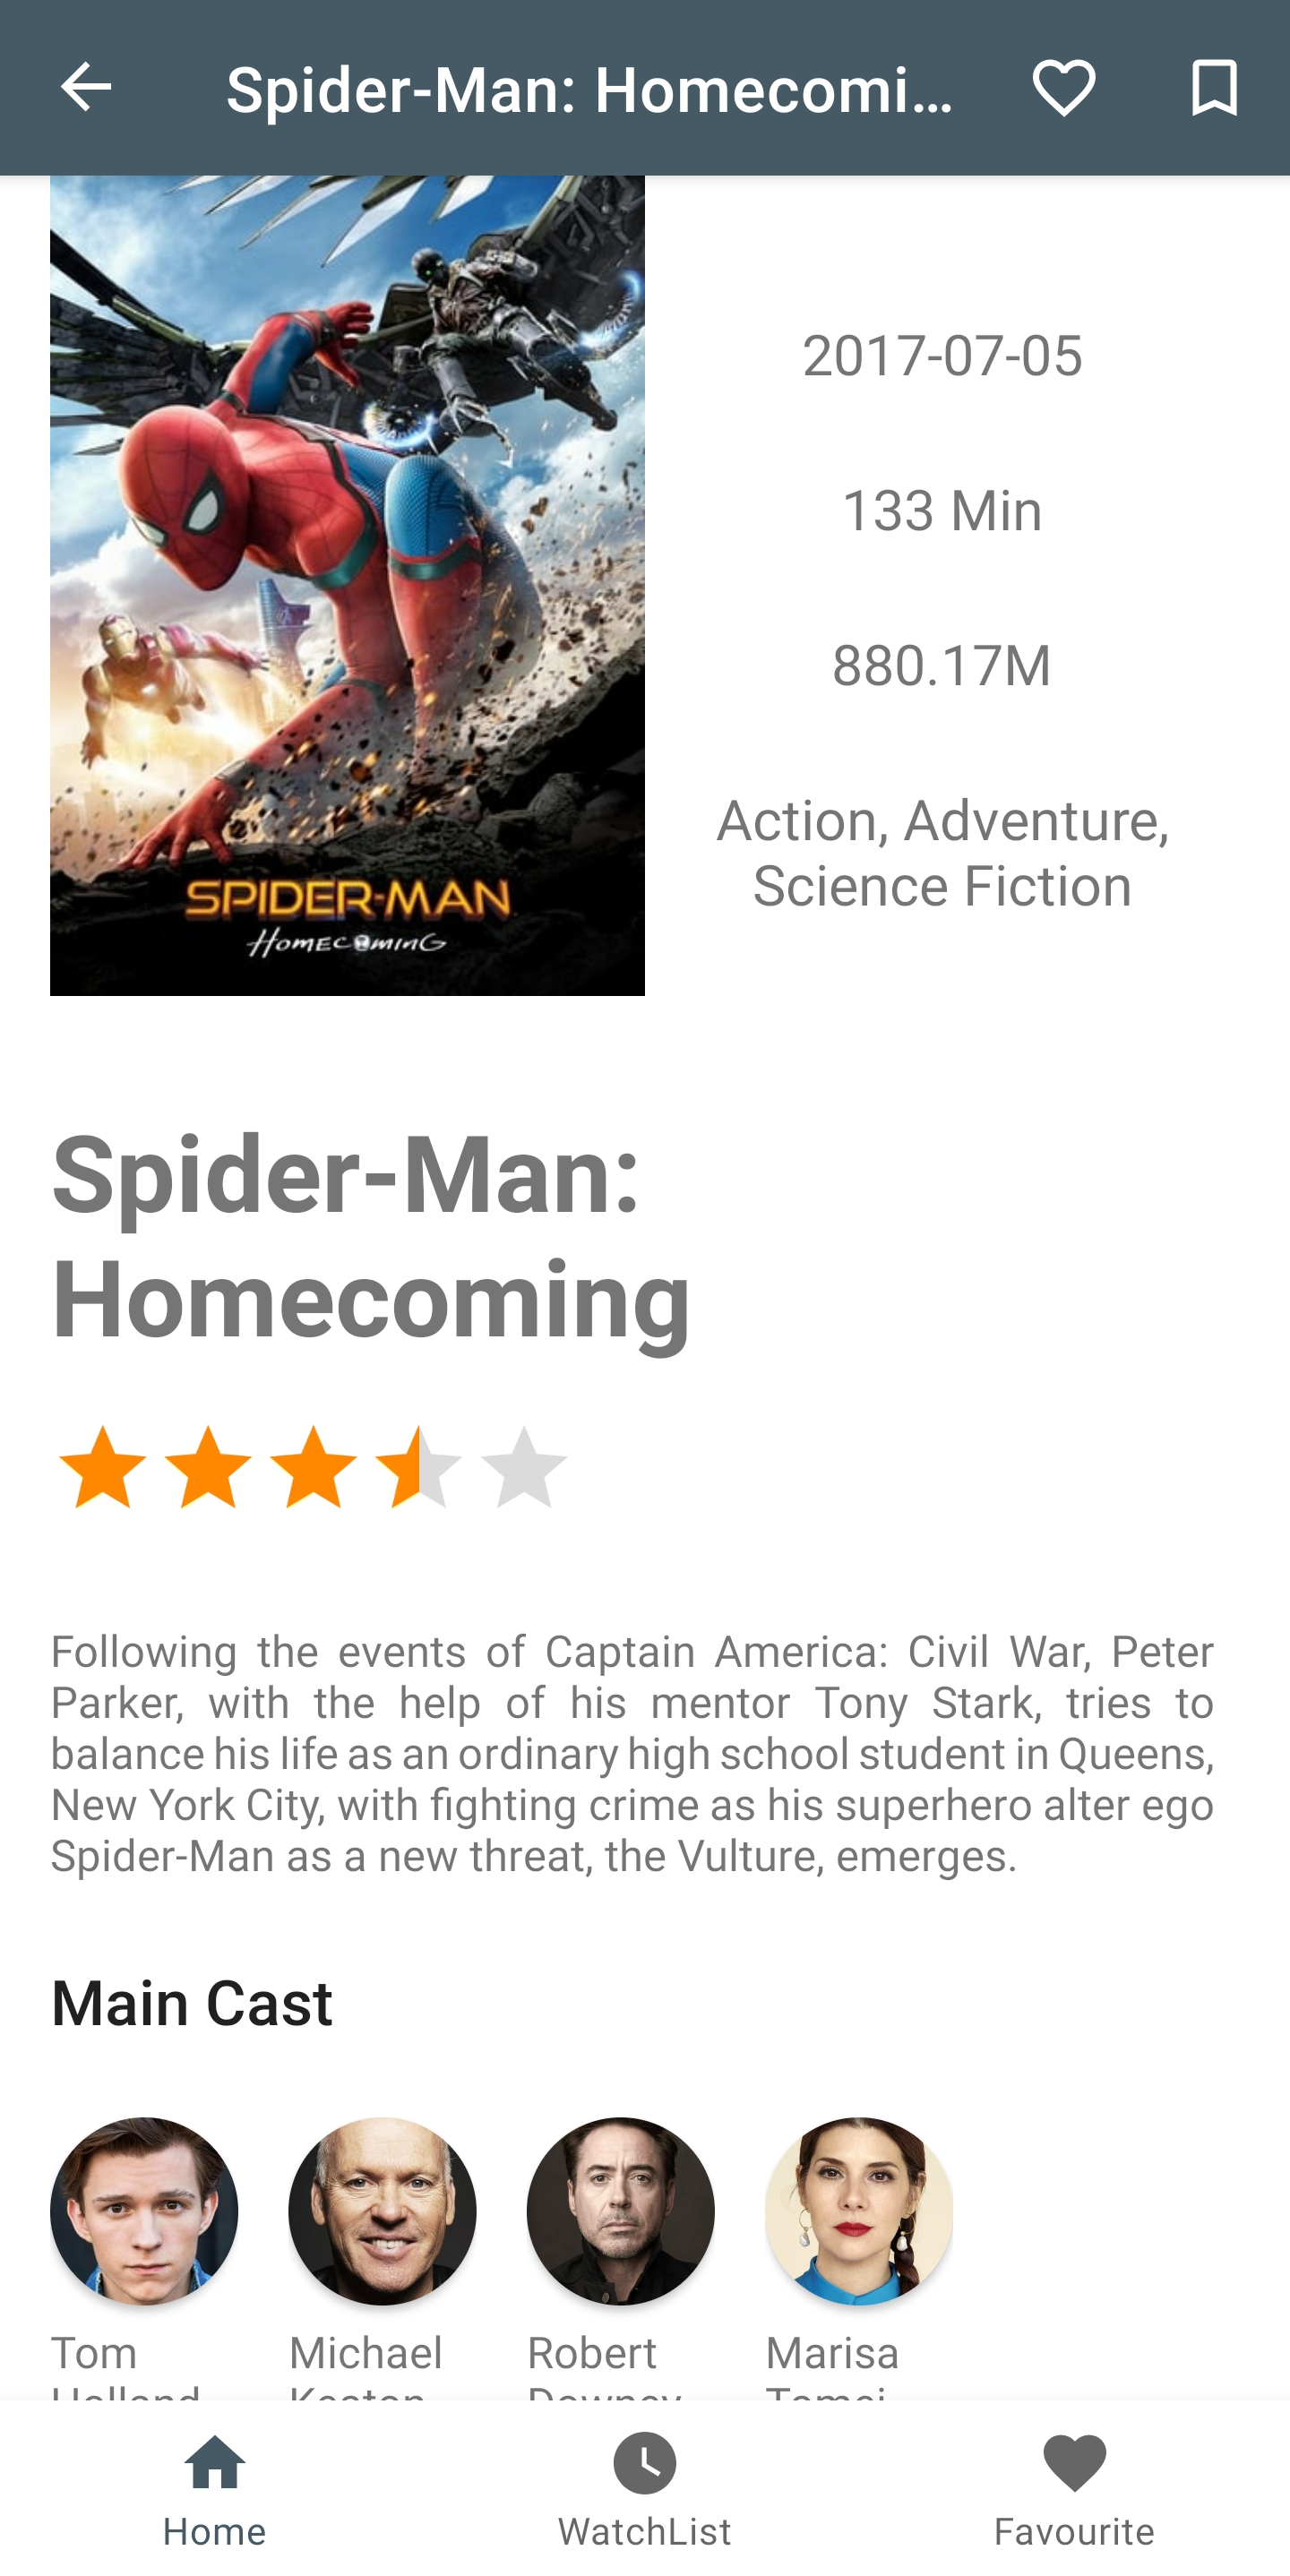 Spider-Man: Homecomi...
2017-07-05
133 Min
880.17M
Action, Adventure,
Science Fiction
SPIDER-MAN
HOMECOMING
Spider-Man:
Homecoming
Following the events of Captain America: Civil War, Peter
Parker, with the help of his mentor Tony Stark, tries to
balance his life as an ordinary high school student in Queens,
New York City, with fighting crime as his superhero alter ego
Spider-Man as a new threat, the Vulture, emerges.
Main Cast
Tom Michael Robert Marisa
Holland Keaton Downey Tomei
Home WatchList Favourite